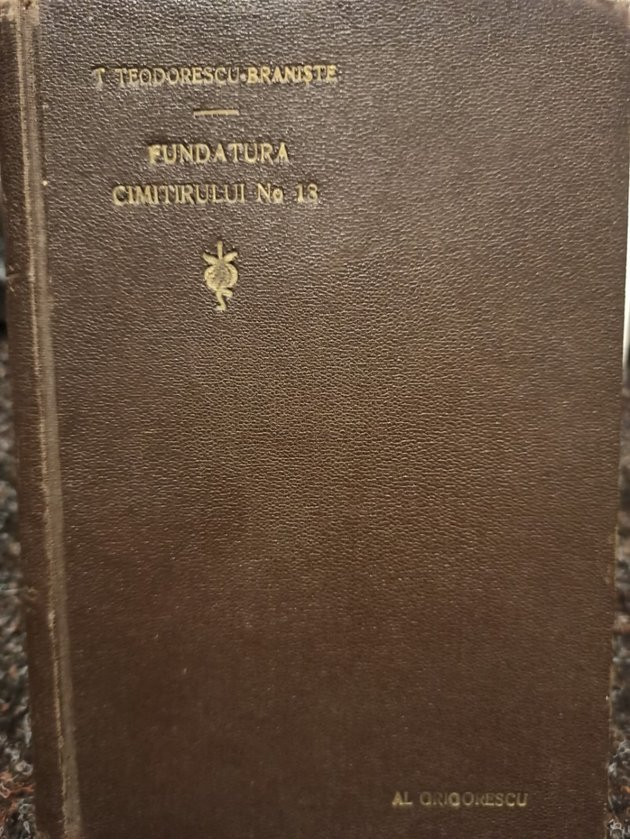 T TEODORESCU-BRANIȘTE
FUNDATURA
CIMITIRULUI No 13
AL GRIGORESCU